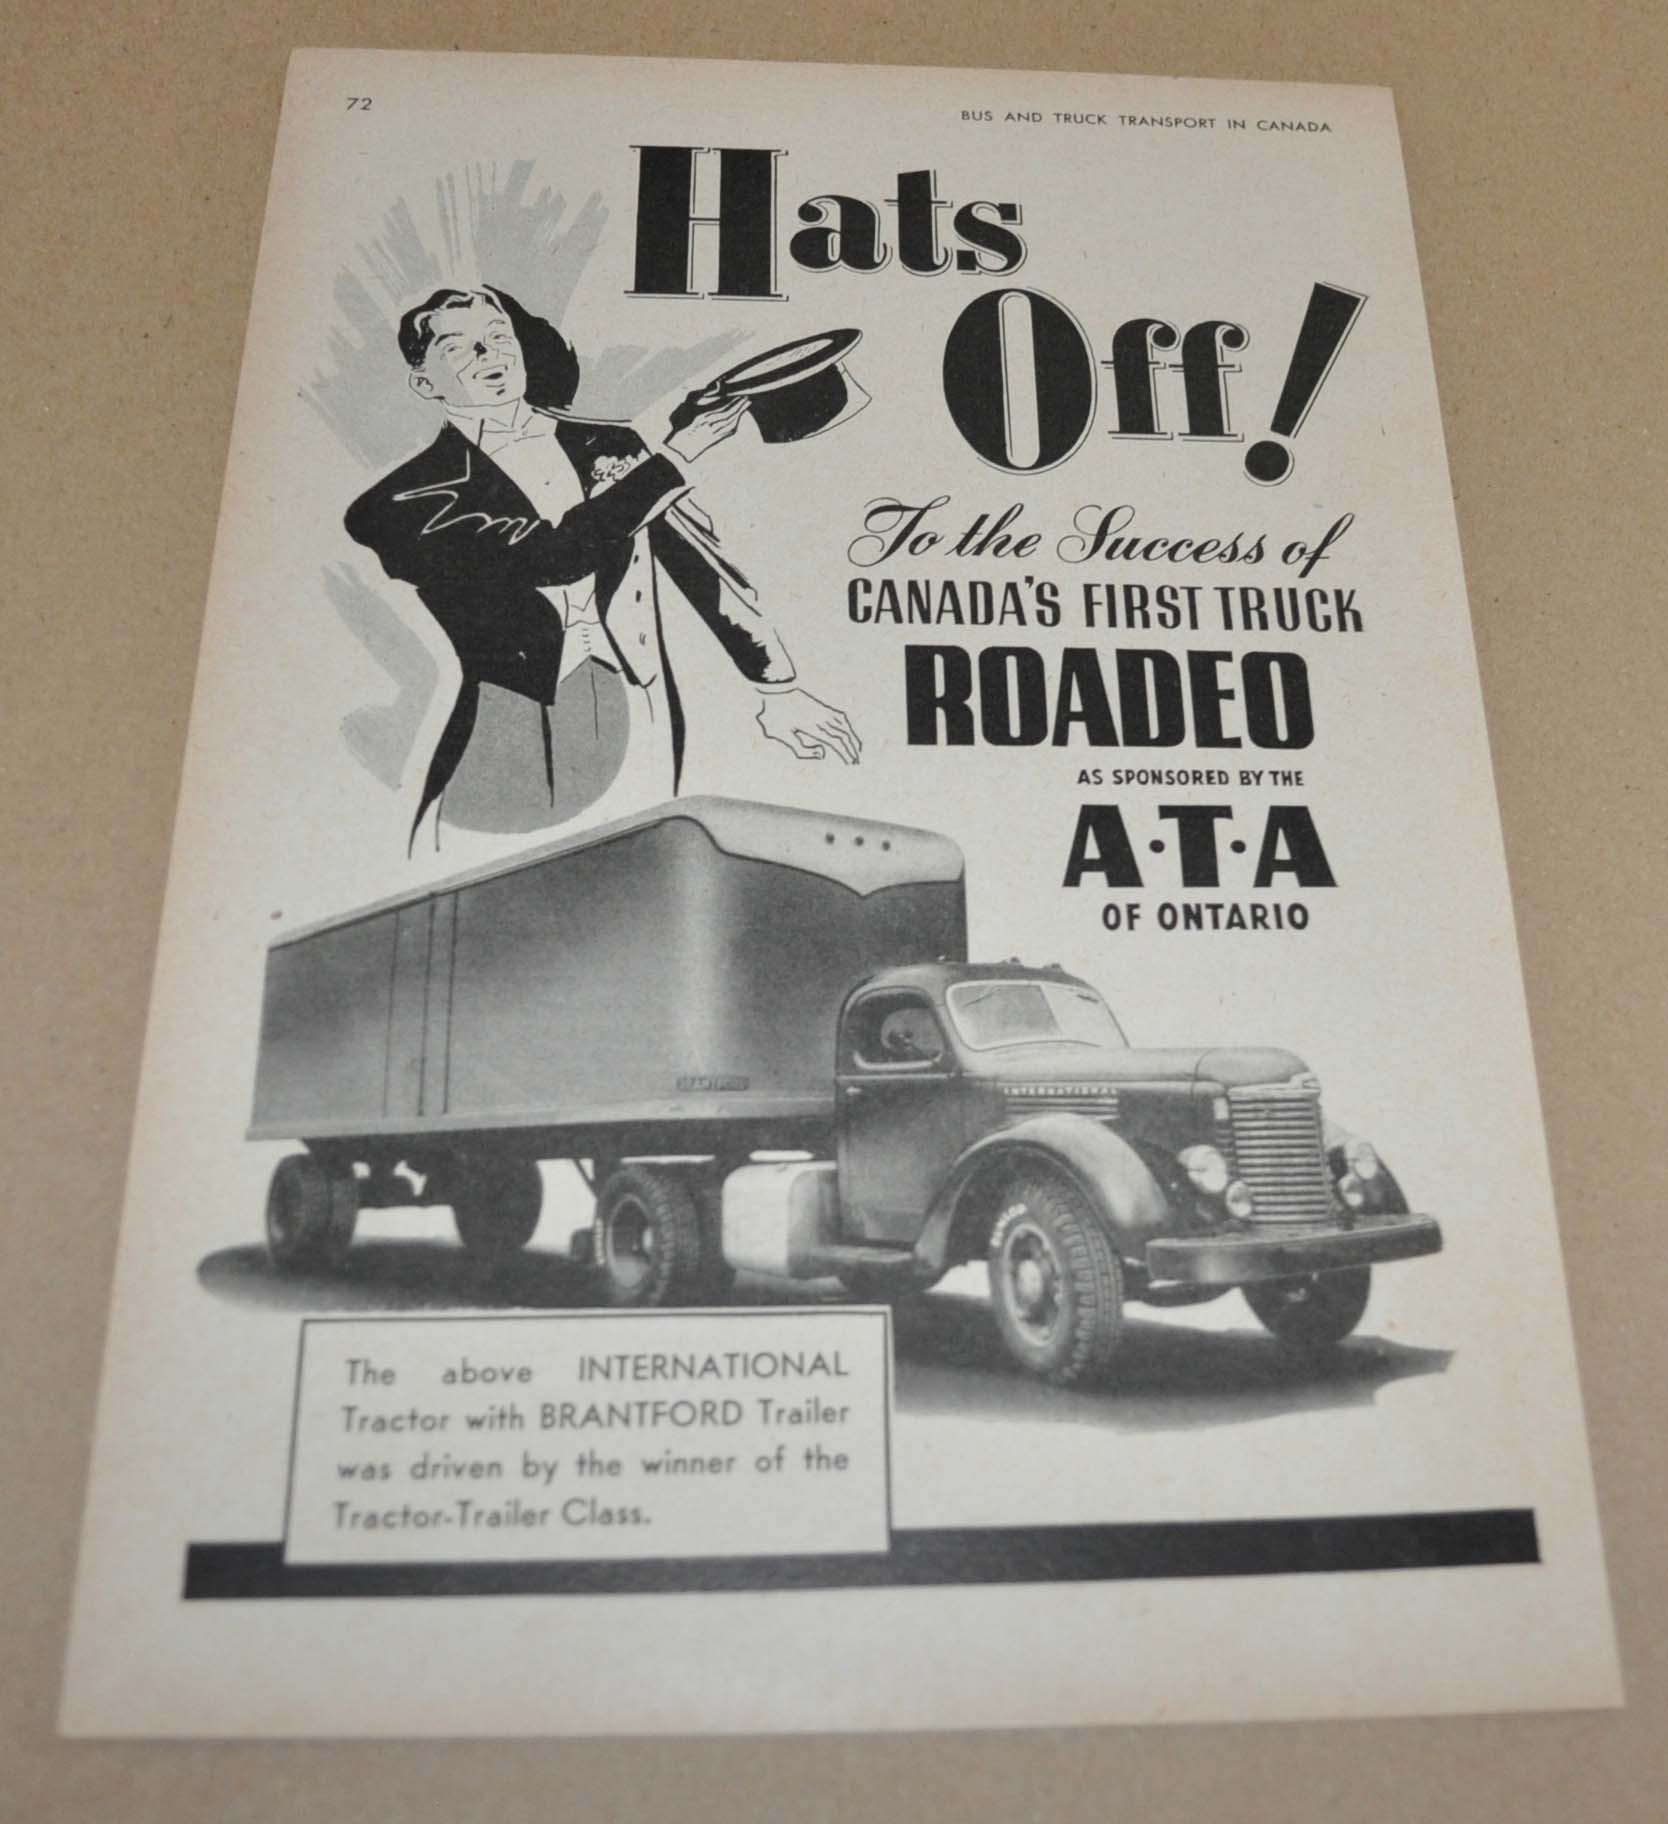 72
BUS AND TRUCK TRANSPORT IN CANADA
Hats
Off!
To the Success of
CANADA'S FIRST TRUCK
ROADEO
AS SPONSORED BY THE
A·T·A
OF ONTARIO
BRANTFORD
INTERNATIONAL
The above INTERNATIONAL
Tractor with BRANTFORD Trailer
was driven by the winner of the
Tractor-Trailer Class.